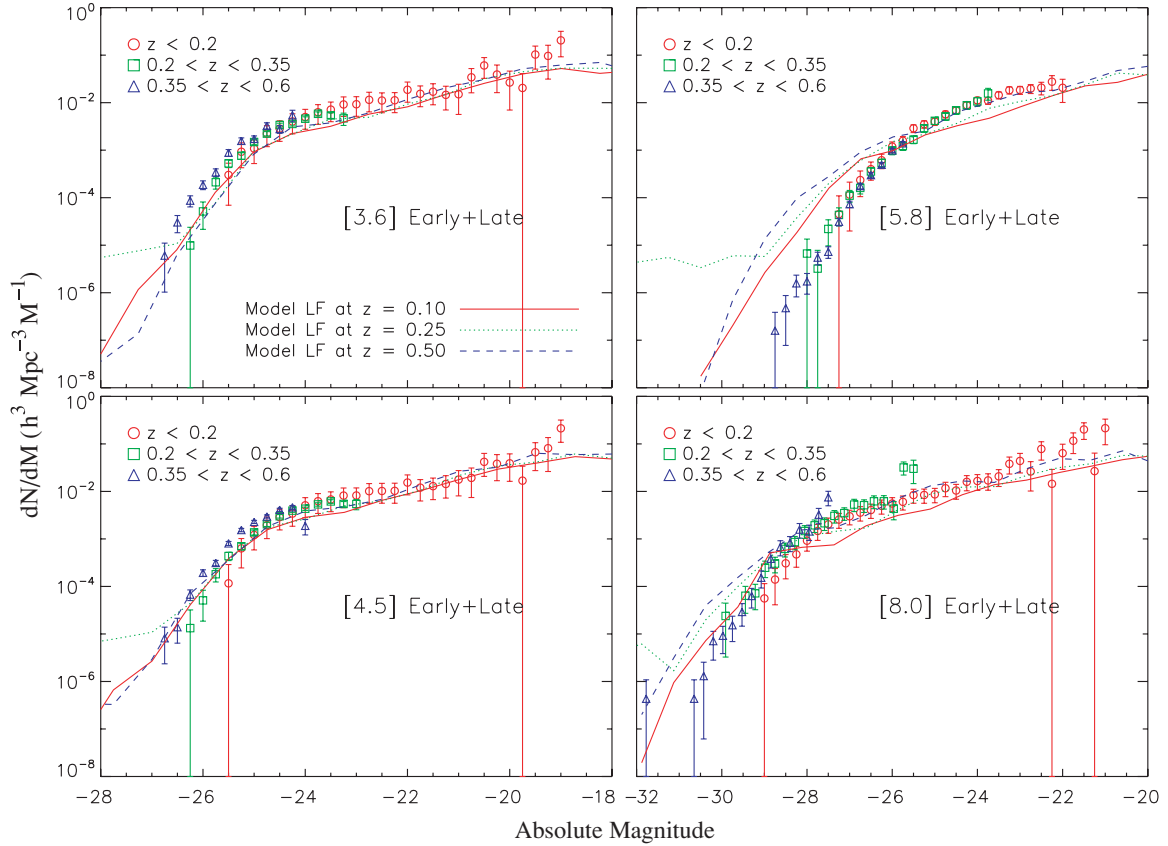 dN/dM (h³ Mpc⁻³ M⁻¹)
10⁰
10⁻²
10⁻⁴
10⁻⁶
10⁻⁸
z < 0.2
0.2 < z < 0.35
0.35 < z < 0.6
[3.6] Early+Late
Model LF at z = 0.10
Model LF at z = 0.25
Model LF at z = 0.50
z < 0.2
0.2 < z < 0.35
0.35 < z < 0.6
[5.8] Early+Late
10⁰
10⁻²
10⁻⁴
10⁻⁶
10⁻⁸
z < 0.2
0.2 < z < 0.35
0.35 < z < 0.6
[4.5] Early+Late
z < 0.2
0.2 < z < 0.35
0.35 < z < 0.6
[8.0] Early+Late
−28 −26 −24 −22 −20 −18
−32 −30 −28 −26 −24 −22 −20
Absolute Magnitude